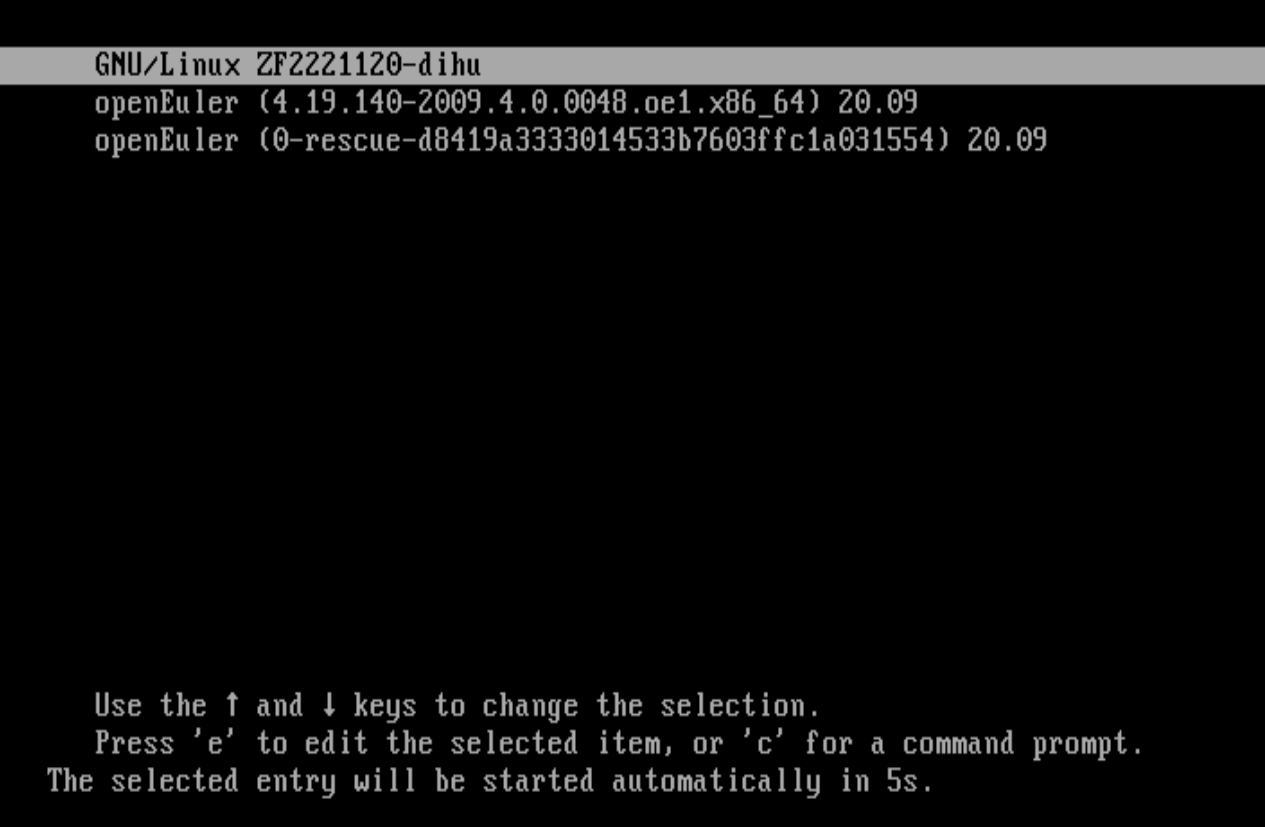 GNU/Linux ZF2221120-dihu
openEuler (4.19.140-2009.4.0.0048.oe1.x86_64) 20.09
openEuler (0-rescue-d8419a3333014533b7603ffc1a031554) 20.09
Use the ↑ and ↓ keys to change the selection.
Press 'e' to edit the selected item, or 'c' for a command prompt.
The selected entry will be started automatically in 5s.